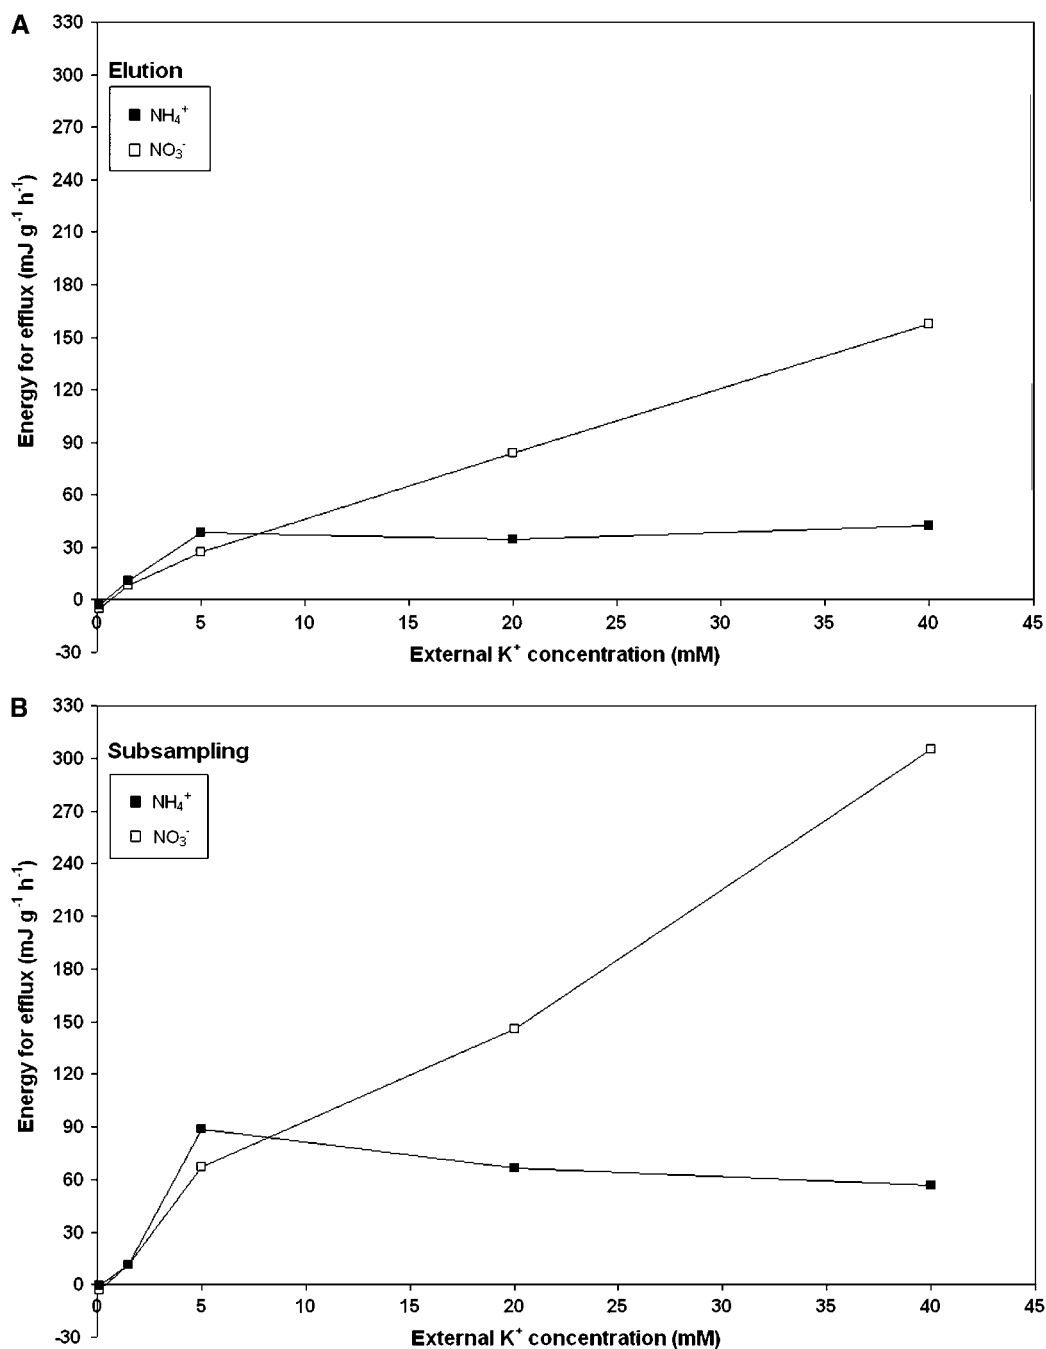 A
330
300
270
240
210
180
150
120
90
60
30
0
-30
Energy for efflux (mJ g⁻¹ h⁻¹)
Elution
NH₄⁺
NO₃⁻
0 5 10 15 20 25 30 35 40 45
External K⁺ concentration (mM)
B
330
300
270
240
210
180
150
120
90
60
30
0
-30
Energy for efflux (mJ g⁻¹ h⁻¹)
Subsampling
NH₄⁺
NO₃⁻
0 5 10 15 20 25 30 35 40 45
External K⁺ concentration (mM)